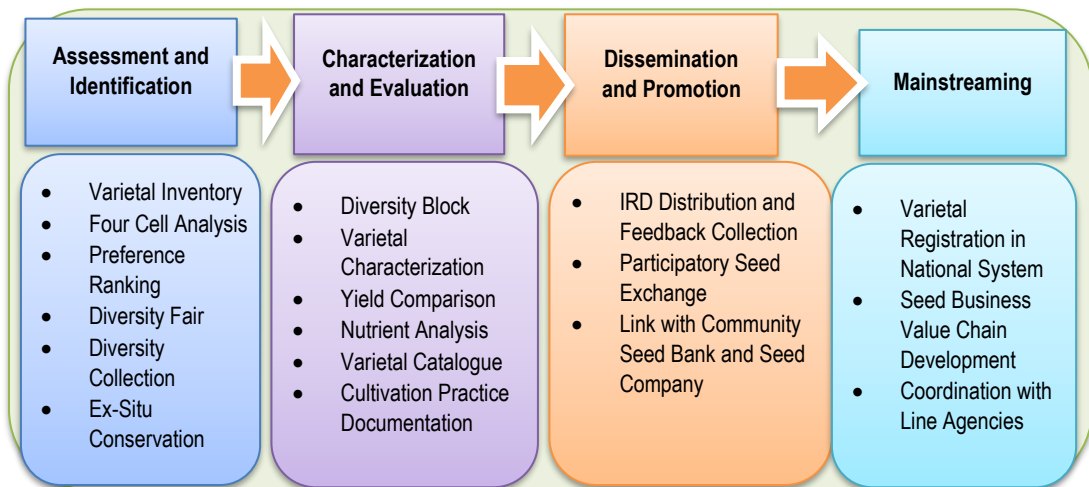 Assessment and
Identification
Characterization
and Evaluation
Dissemination
and Promotion
Mainstreaming
• Varietal Inventory
• Four Cell Analysis
• Preference
Ranking
• Diversity Fair
• Diversity
Collection
• Ex-Situ
Conservation
• Diversity Block
• Varietal
Characterization
• Yield Comparison
• Nutrient Analysis
• Varietal Catalogue
• Cultivation Practice
Documentation
• IRD Distribution and
Feedback Collection
• Participatory Seed
Exchange
• Link with Community
Seed Bank and Seed
Company
• Varietal
Registration in
National System
• Seed Business
Value Chain
Development
• Coordination with
Line Agencies